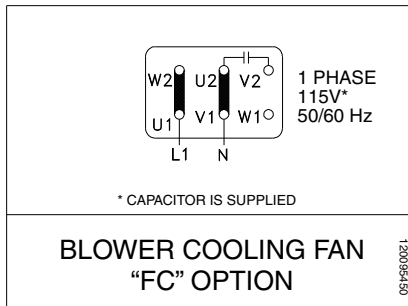 W2 U2 V2
U1 V1 W1
L1 N
1 PHASE
115V*
50/60 Hz
* CAPACITOR IS SUPPLIED
BLOWER COOLING FAN
“FC” OPTION
120095450